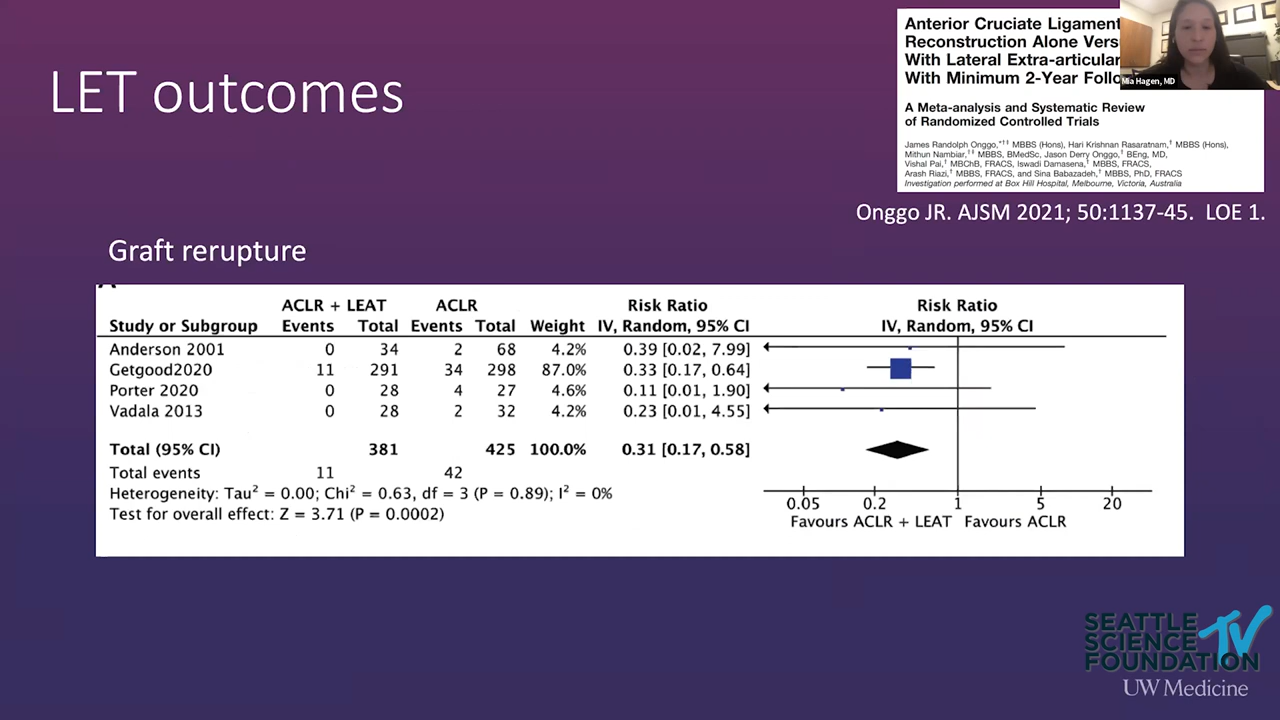 LET outcomes
Anterior Cruciate Ligament
Reconstruction Alone
With Lateral Extra-articular
With Minimum 2-Year
Mia Hagen, MD
A Meta-analysis and Systematic Review
of Randomized Controlled Trials
James Randolph Onggo,*†‡ MBBS (Hons), Hari Krishnan Rasaratnam,† MBBS (Hons),
Mithun Nambiar,†‡ MBBS, BMedSc, Jason Derry Onggo,† BEng, MD,
Vishal Pai,† MBChB, FRACS, Iswadi Damasena,† MBBS, FRACS,
Arash Riazi,† MBBS, FRACS, and Sina Babazadeh,† MBBS, PhD, FRACS
Investigation performed at Box Hill Hospital, Melbourne, Victoria, Australia
Onggo JR. AJSM 2021; 50:1137-45. LOE 1.
Graft rerupture
ACLR + LEAT ACLR Risk Ratio Risk Ratio
Study or Subgroup Events Total Events Total Weight IV, Random, 95% CI IV, Random, 95% CI
Anderson 2001 0 34 2 68 4.2% 0.39 [0.02, 7.99]
Getgood2020 11 291 34 298 87.0% 0.33 [0.17, 0.64]
Porter 2020 0 28 4 27 4.6% 0.11 [0.01, 1.90]
Vadala 2013 0 28 2 32 4.2% 0.23 [0.01, 4.55]
Total (95% CI) 381 425 100.0% 0.31 [0.17, 0.58]
Total events 11 42
Heterogeneity: Tau² = 0.00; Chi² = 0.63, df = 3 (P = 0.89); I² = 0%
Test for overall effect: Z = 3.71 (P = 0.0002)
0.05 0.2 1 5 20
Favours ACLR + LEAT Favours ACLR
SEATTLE
SCIENCE
FOUNDATION
TV
UW Medicine